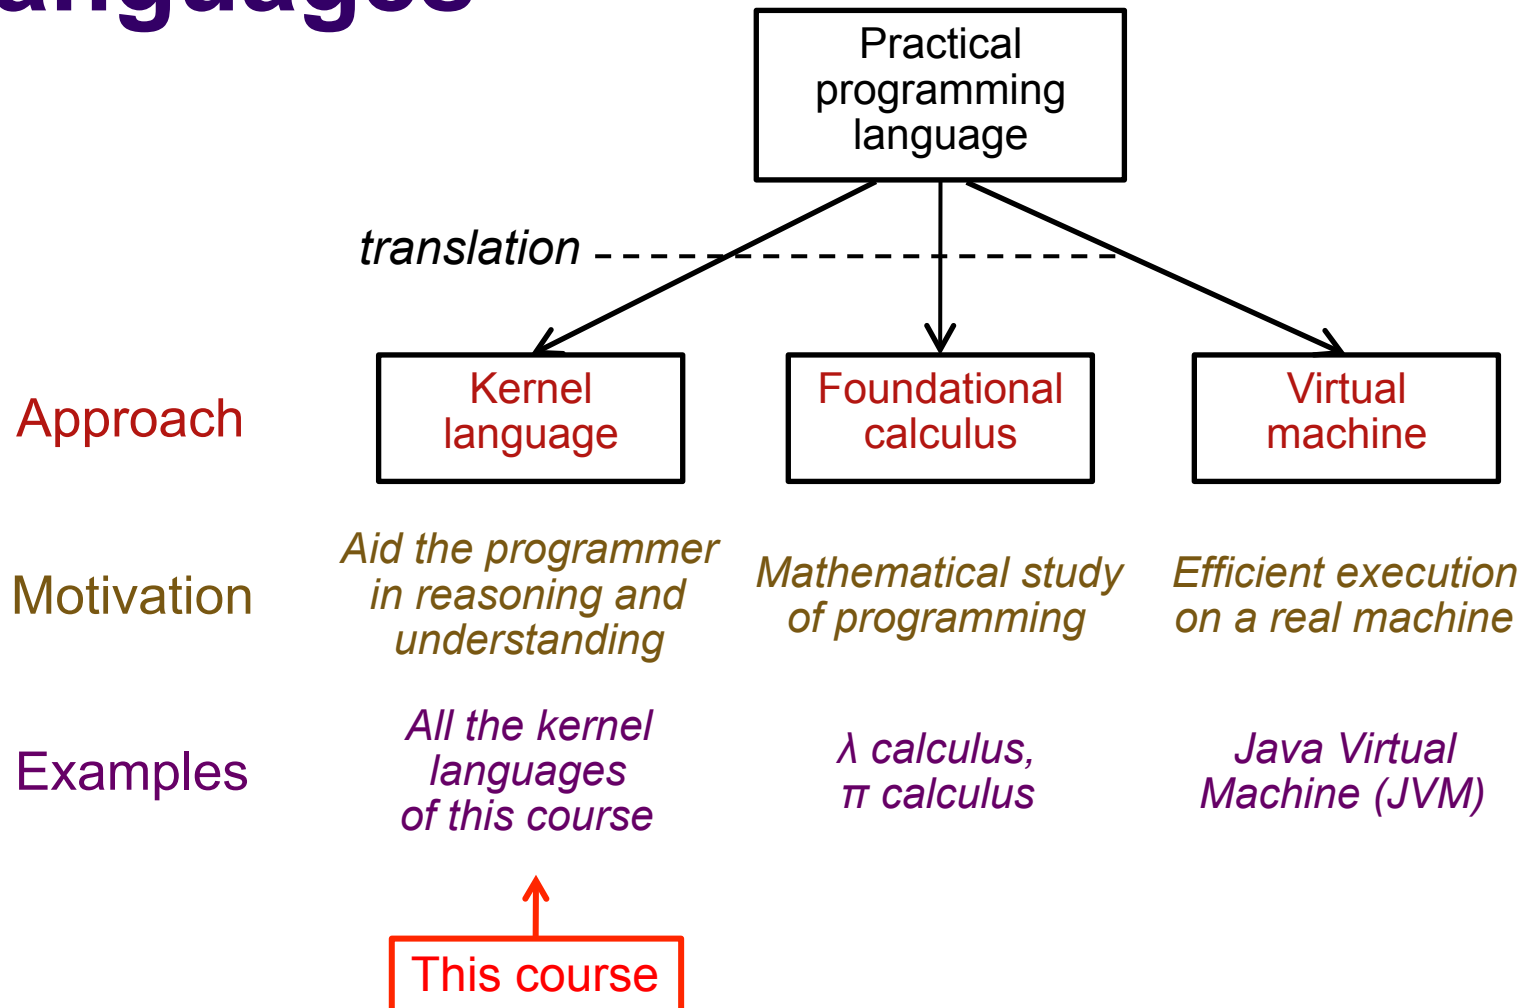 Practical
programming
language
translation
Approach
Kernel
language
Foundational
calculus
Virtual
machine
Motivation
Aid the programmer
in reasoning and
understanding
Mathematical study
of programming
Efficient execution
on a real machine
Examples
All the kernel
languages
of this course
λ calculus,
π calculus
Java Virtual
Machine (JVM)
This course